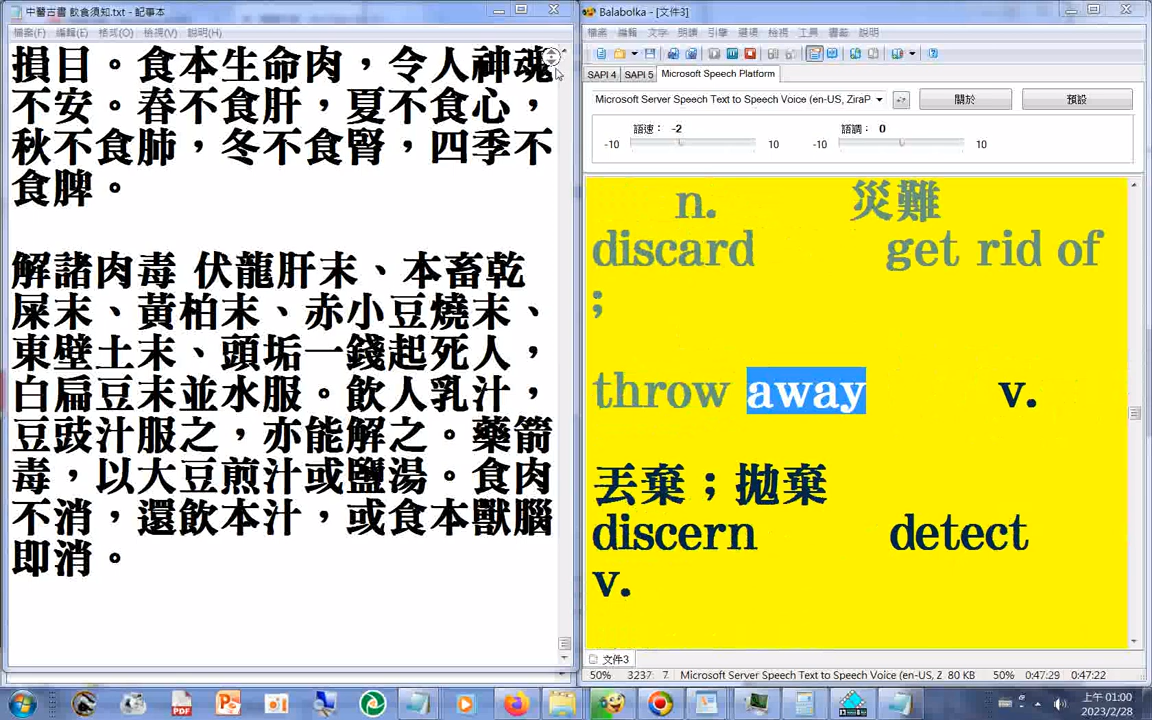 中醫古書 飲食須知.txt - 記事本
檔案(F) 編輯(E) 格式(O) 檢視(V) 說明(H)
損目。食本生命肉，令人神魂
不安。春不食肝，夏不食心，
秋不食肺，冬不食腎，四季不
食脾。
解諸肉毒 伏龍肝末、本畜乾
屎末、黃柏末、赤小豆燒末、
東壁土末、頭垢一錢起死人，
白扁豆末並水服。飲人乳汁，
豆豉汁服之，亦能解之。藥箭
毒，以大豆煎汁或鹽湯。食肉
不消，還飲本汁，或食本獸腦
即消。
Balabolka - [文件3]
檔案 編輯 文字 朗讀 引擎 選項 檢視 工具 書籤 說明
SAPI 4 SAPI 5 Microsoft Speech Platform
Microsoft Server Speech Text to Speech Voice (en-US, ZiraP
關於
預設
語速： -2
語調： 0
-10 10 -10 10
n. 災難
discard get rid of
;
throw away v.
丟棄；拋棄
discern detect
v.
文件3
50% 3237: 7 Microsoft Server Speech Text to Speech Voice (en-US, Z 80 KB 50% 0:47:29 0:47:22
PDF
上午 01:00
2023/2/28